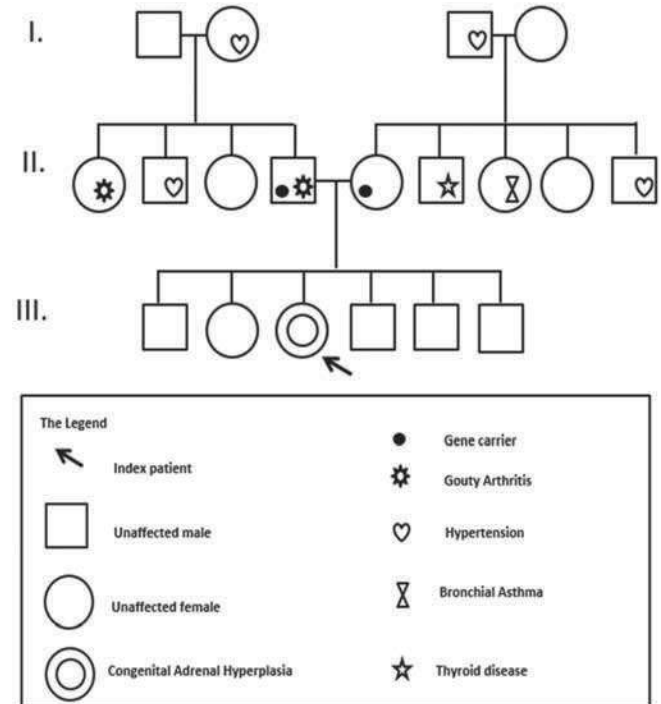 I.
II.
III.
The Legend
Index patient
Unaffected male
Unaffected female
Congenital Adrenal Hyperplasia
Gene carrier
Gouty Arthritis
Hypertension
Bronchial Asthma
Thyroid disease